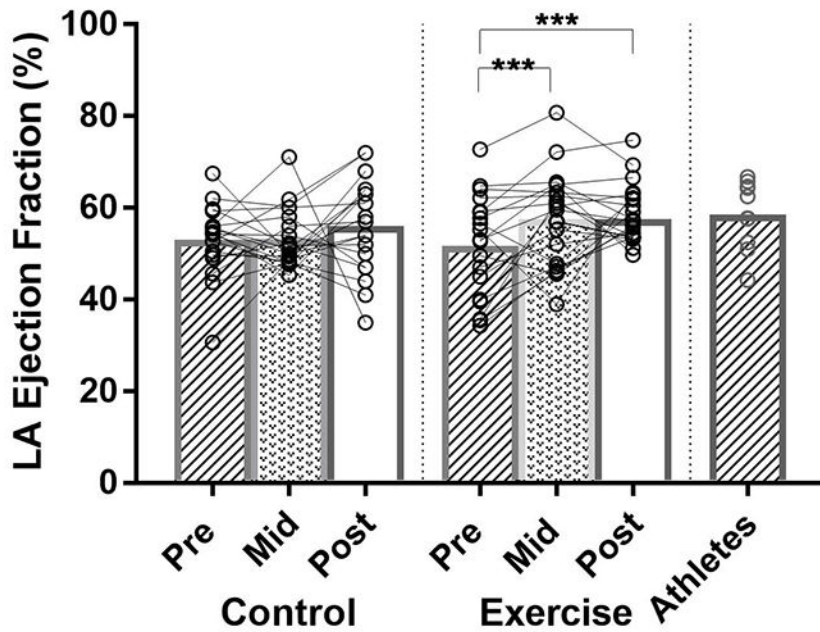 LA Ejection Fraction (%)
100
80
60
40
20
0
***
***
Pre
Mid
Post
Pre
Mid
Post
Athletes
Control
Exercise